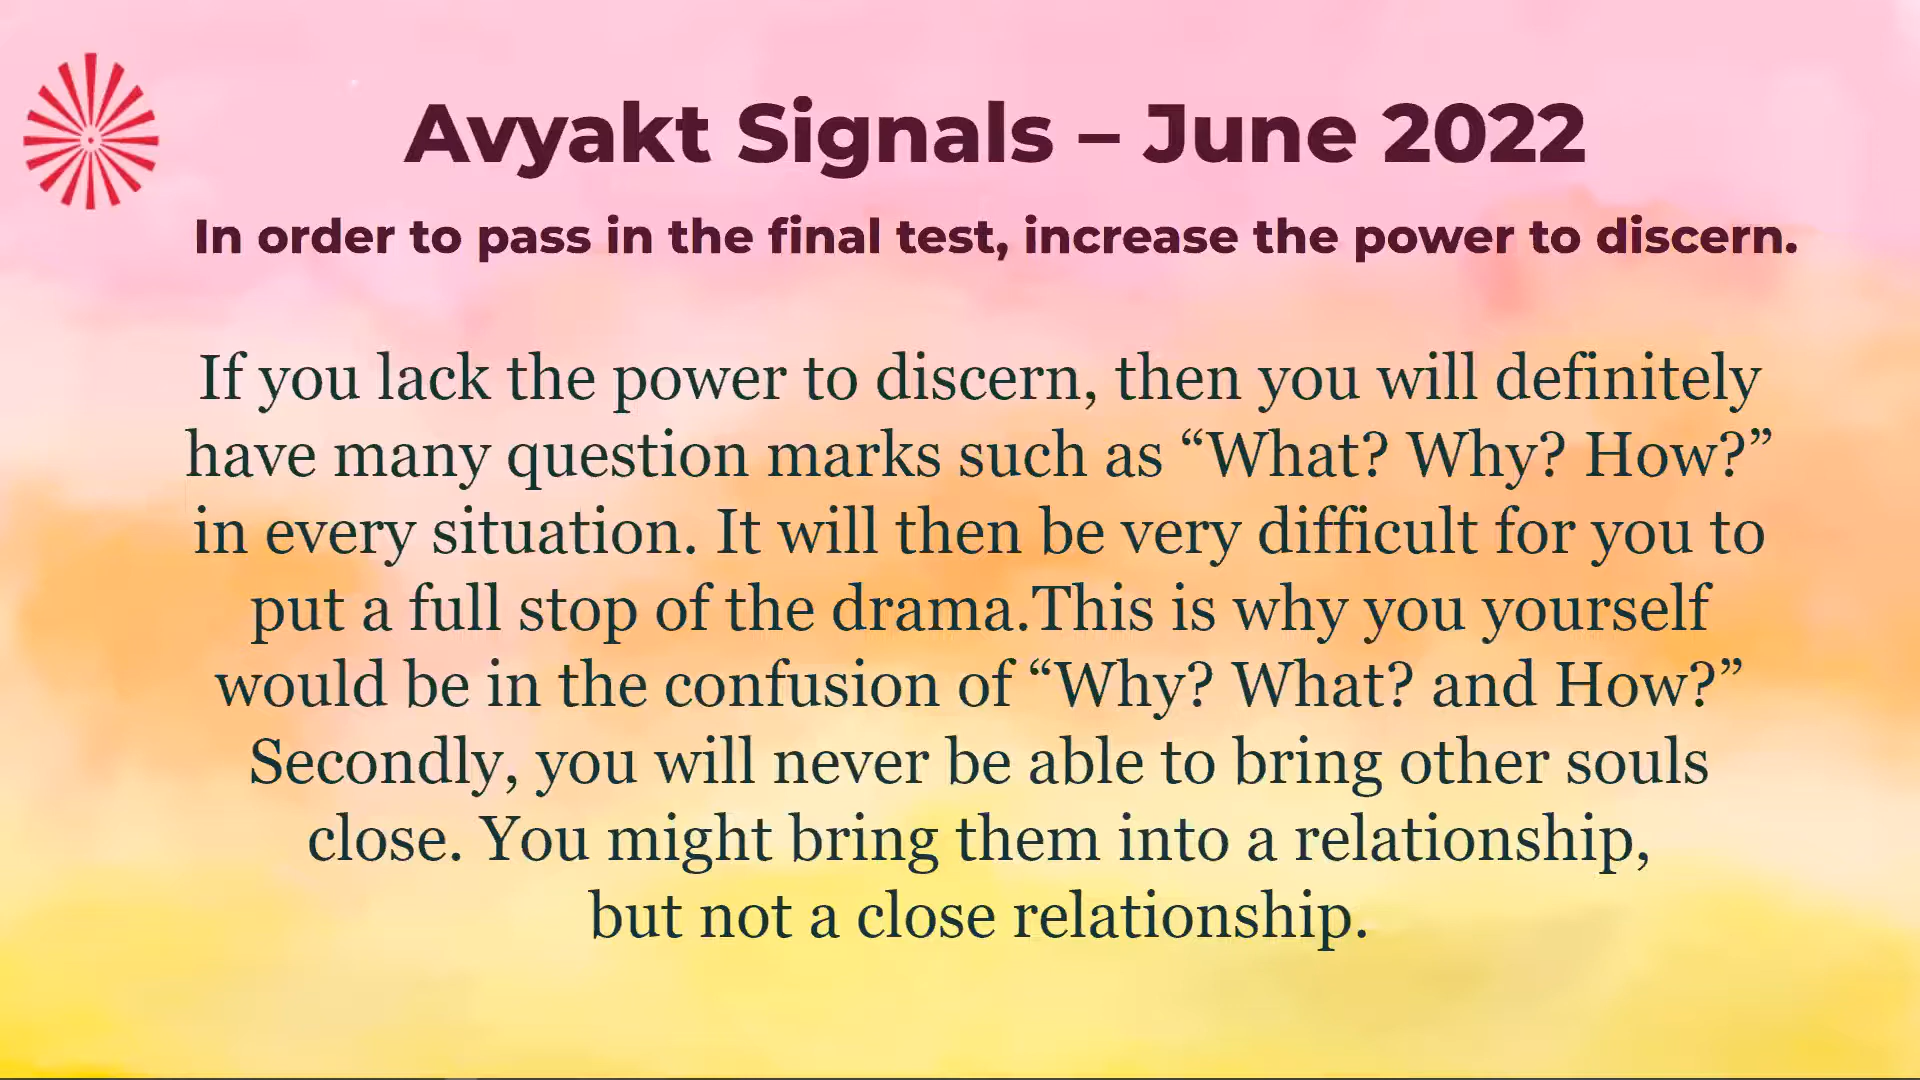 Avyakt Signals – June 2022
In order to pass in the final test, increase the power to discern.
If you lack the power to discern, then you will definitely
have many question marks such as “What? Why? How?”
in every situation. It will then be very difficult for you to
put a full stop of the drama.This is why you yourself
would be in the confusion of “Why? What? and How?”
Secondly, you will never be able to bring other souls
close. You might bring them into a relationship,
but not a close relationship.